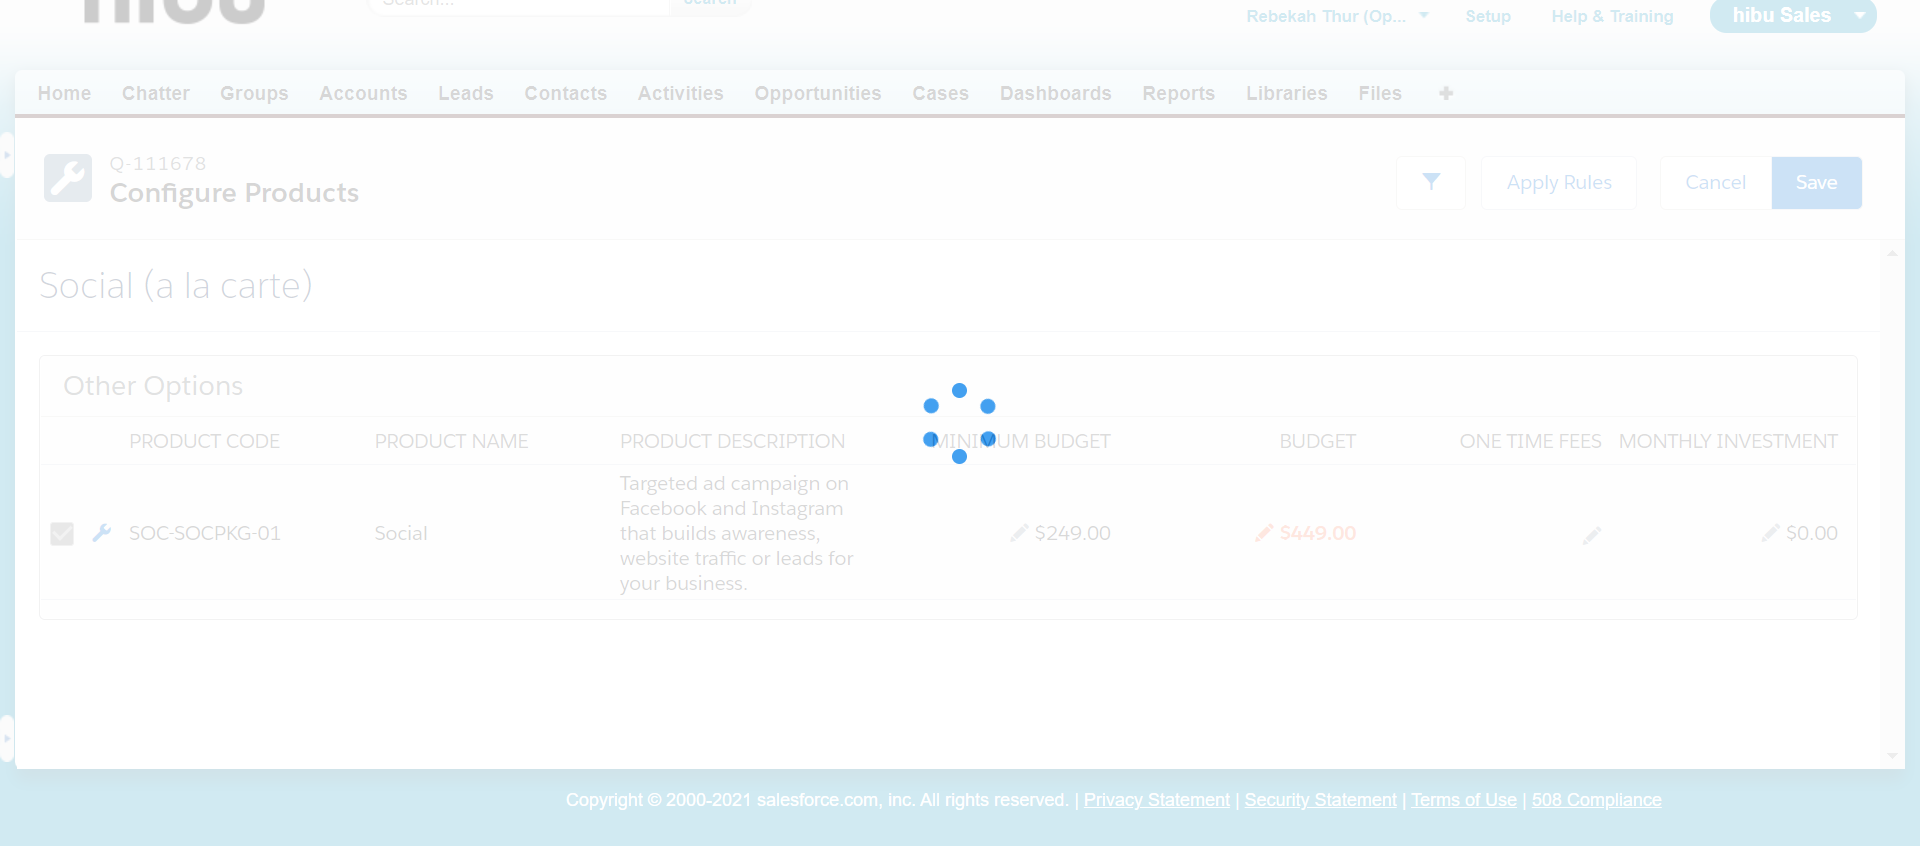 hibu
Search...
Search
Rebekah Thur (Op... Setup Help & Training hibu Sales
Home Chatter Groups Accounts Leads Contacts Activities Opportunities Cases Dashboards Reports Libraries Files
Q-111678
Configure Products
Apply Rules Cancel Save
Social (a la carte)
Other Options
PRODUCT CODE PRODUCT NAME PRODUCT DESCRIPTION MINIMUM BUDGET BUDGET ONE TIME FEES MONTHLY INVESTMENT
Targeted ad campaign on
Facebook and Instagram
SOC-SOCPKG-01 Social that builds awareness, $249.00 $449.00 $0.00
website traffic or leads for
your business.
Copyright © 2000-2021 salesforce.com, inc. All rights reserved. | Privacy Statement | Security Statement | Terms of Use | 508 Compliance